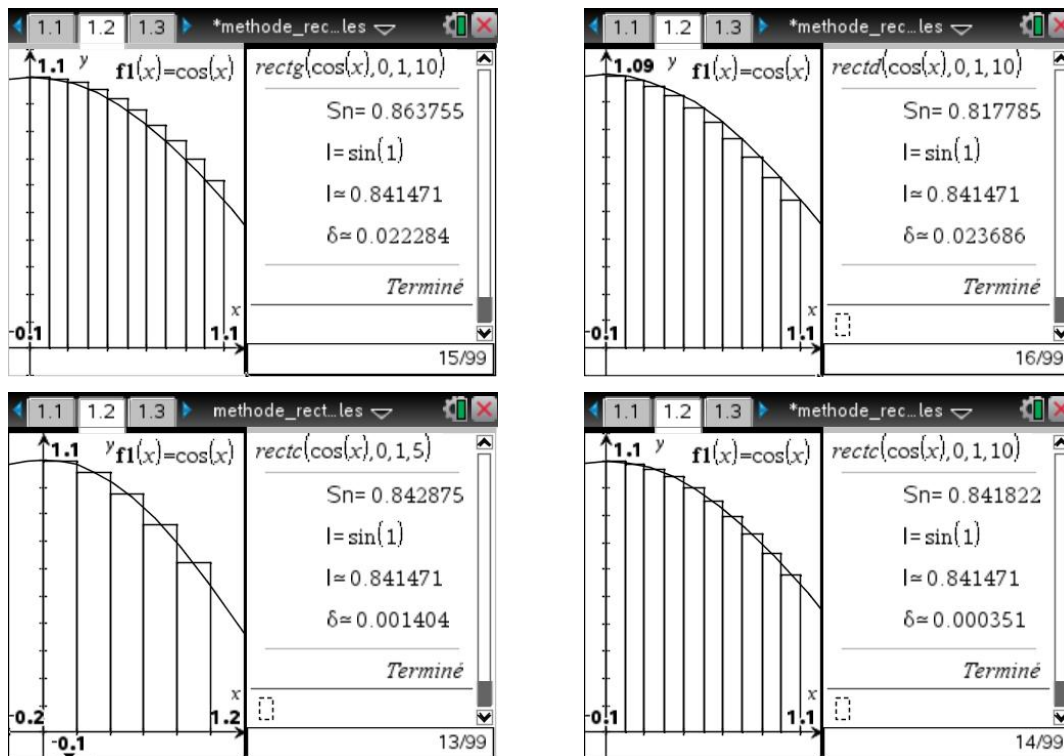 1.1 1.2 1.3 *methode_rec…les
1.1 y f1(x)=cos(x)
-0.1 1.1 x
rectg(cos(x),0,1,10)
Sn= 0.863755
I=sin(1)
I≃0.841471
δ≃0.022284
Terminé
15/99
1.1 1.2 1.3 *methode_rec…les
1.09 y f1(x)=cos(x)
-0.1 1.1 x
rectd(cos(x),0,1,10)
Sn= 0.817785
I=sin(1)
I≃0.841471
δ≃0.023686
Terminé
16/99
1.1 1.2 1.3 methode_rect…les
1.1 y f1(x)=cos(x)
-0.2 1.2 x
-0.1
rectc(cos(x),0,1,5)
Sn= 0.842875
I=sin(1)
I≃0.841471
δ≃0.001404
Terminé
13/99
1.1 1.2 1.3 *methode_rec…les
1.1 y f1(x)=cos(x)
-0.1 1.1 x
rectc(cos(x),0,1,10)
Sn= 0.841822
I=sin(1)
I≃0.841471
δ≃0.000351
Terminé
14/99